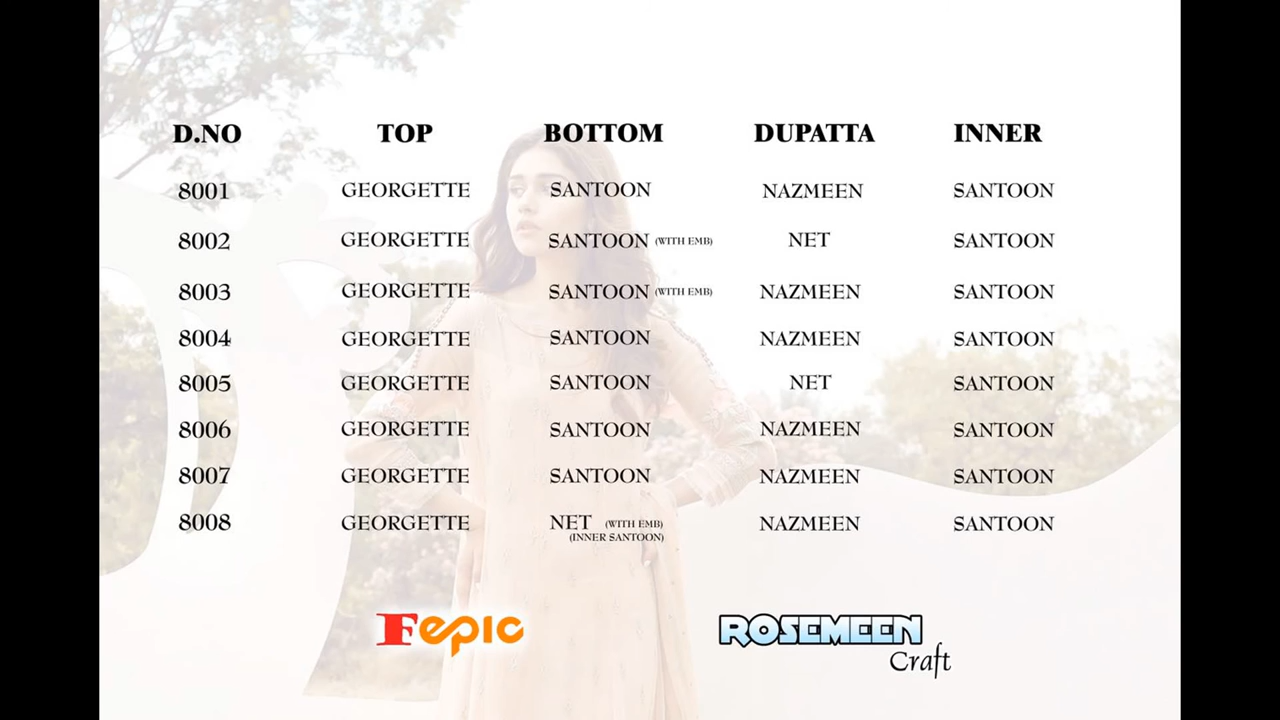 D.NO TOP BOTTOM DUPATTA INNER
8001 GEORGETTE SANTOON NAZMEEN SANTOON
8002 GEORGETTE SANTOON (WITH EMB) NET SANTOON
8003 GEORGETTE SANTOON (WITH EMB) NAZMEEN SANTOON
8004 GEORGETTE SANTOON NAZMEEN SANTOON
8005 GEORGETTE SANTOON NET SANTOON
8006 GEORGETTE SANTOON NAZMEEN SANTOON
8007 GEORGETTE SANTOON NAZMEEN SANTOON
8008 GEORGETTE NET (WITH EMB) NAZMEEN SANTOON
(INNER SANTOON)
Fepic ROSEMEEN
Craft